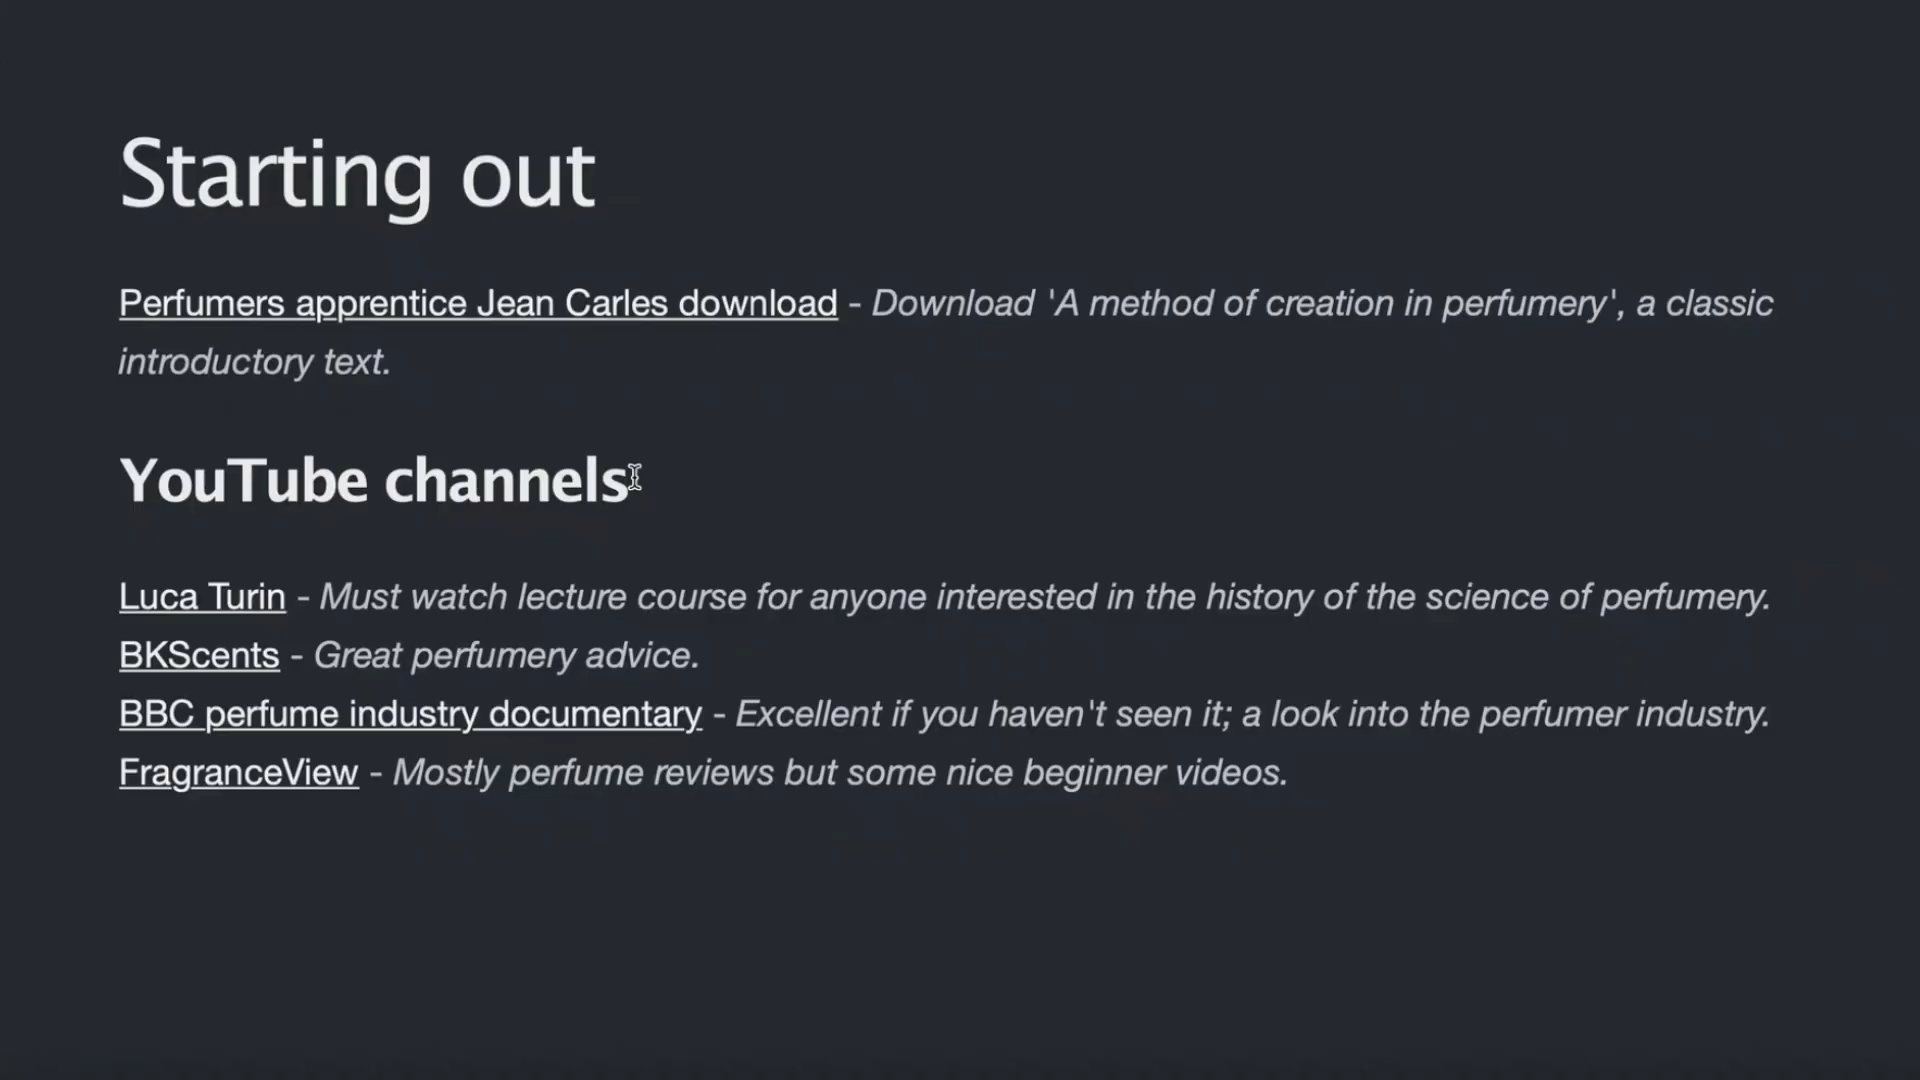 Starting out
Perfumers apprentice Jean Carles download - Download 'A method of creation in perfumery', a classic
introductory text.
YouTube channels
Luca Turin - Must watch lecture course for anyone interested in the history of the science of perfumery.
BKScents - Great perfumery advice.
BBC perfume industry documentary - Excellent if you haven't seen it; a look into the perfumer industry.
FragranceView - Mostly perfume reviews but some nice beginner videos.